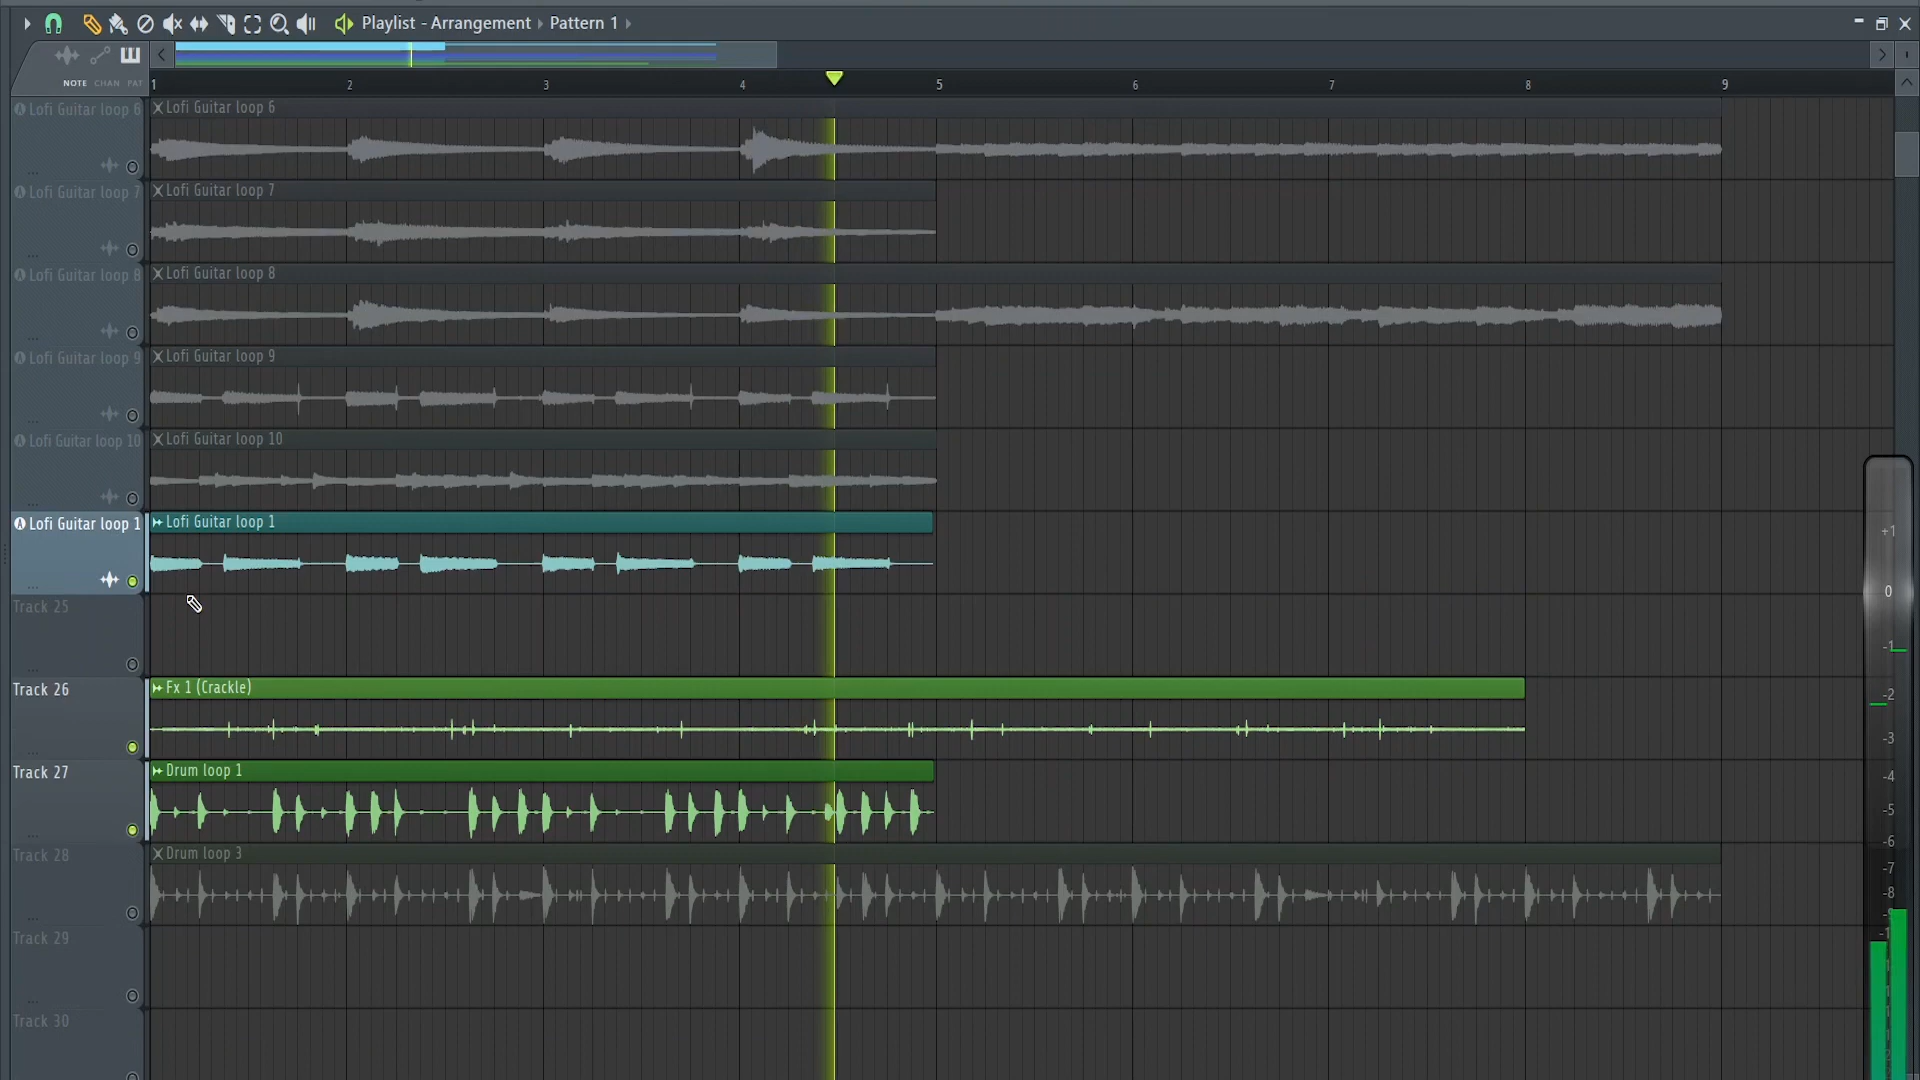 Playlist - Arrangement › Pattern 1 ›
NOTE CHAN PAT
1 2 3 4 5 6 7 8 9
Lofi Guitar loop 6
Lofi Guitar loop 6
Lofi Guitar loop 7
Lofi Guitar loop 7
Lofi Guitar loop 8
Lofi Guitar loop 8
Lofi Guitar loop 9
Lofi Guitar loop 9
Lofi Guitar loop 10
Lofi Guitar loop 10
Lofi Guitar loop 1
Lofi Guitar loop 1
Track 25
Track 26
Fx 1 (Crackle)
Track 27
Drum loop 1
Track 28
Drum loop 3
Track 29
Track 30
+1
0
-1
-2
-3
-4
-5
-6
-7
-8